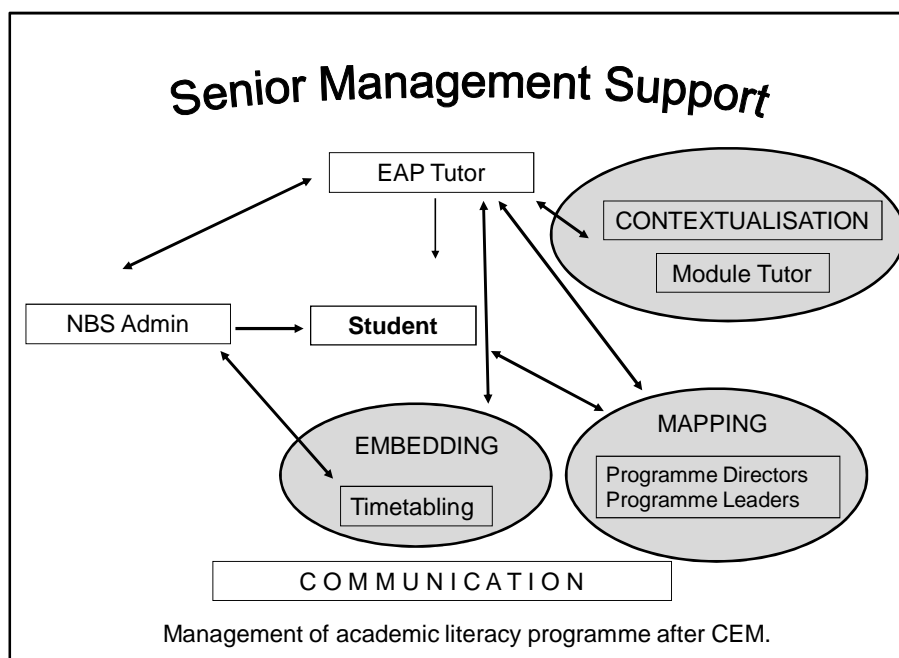 Senior Management Support
EAP Tutor
CONTEXTUALISATION
Module Tutor
NBS Admin
Student
MAPPING
EMBEDDING
Programme Directors
Programme Leaders
Timetabling
C O M M U N I C A T I O N
Management of academic literacy programme after CEM.